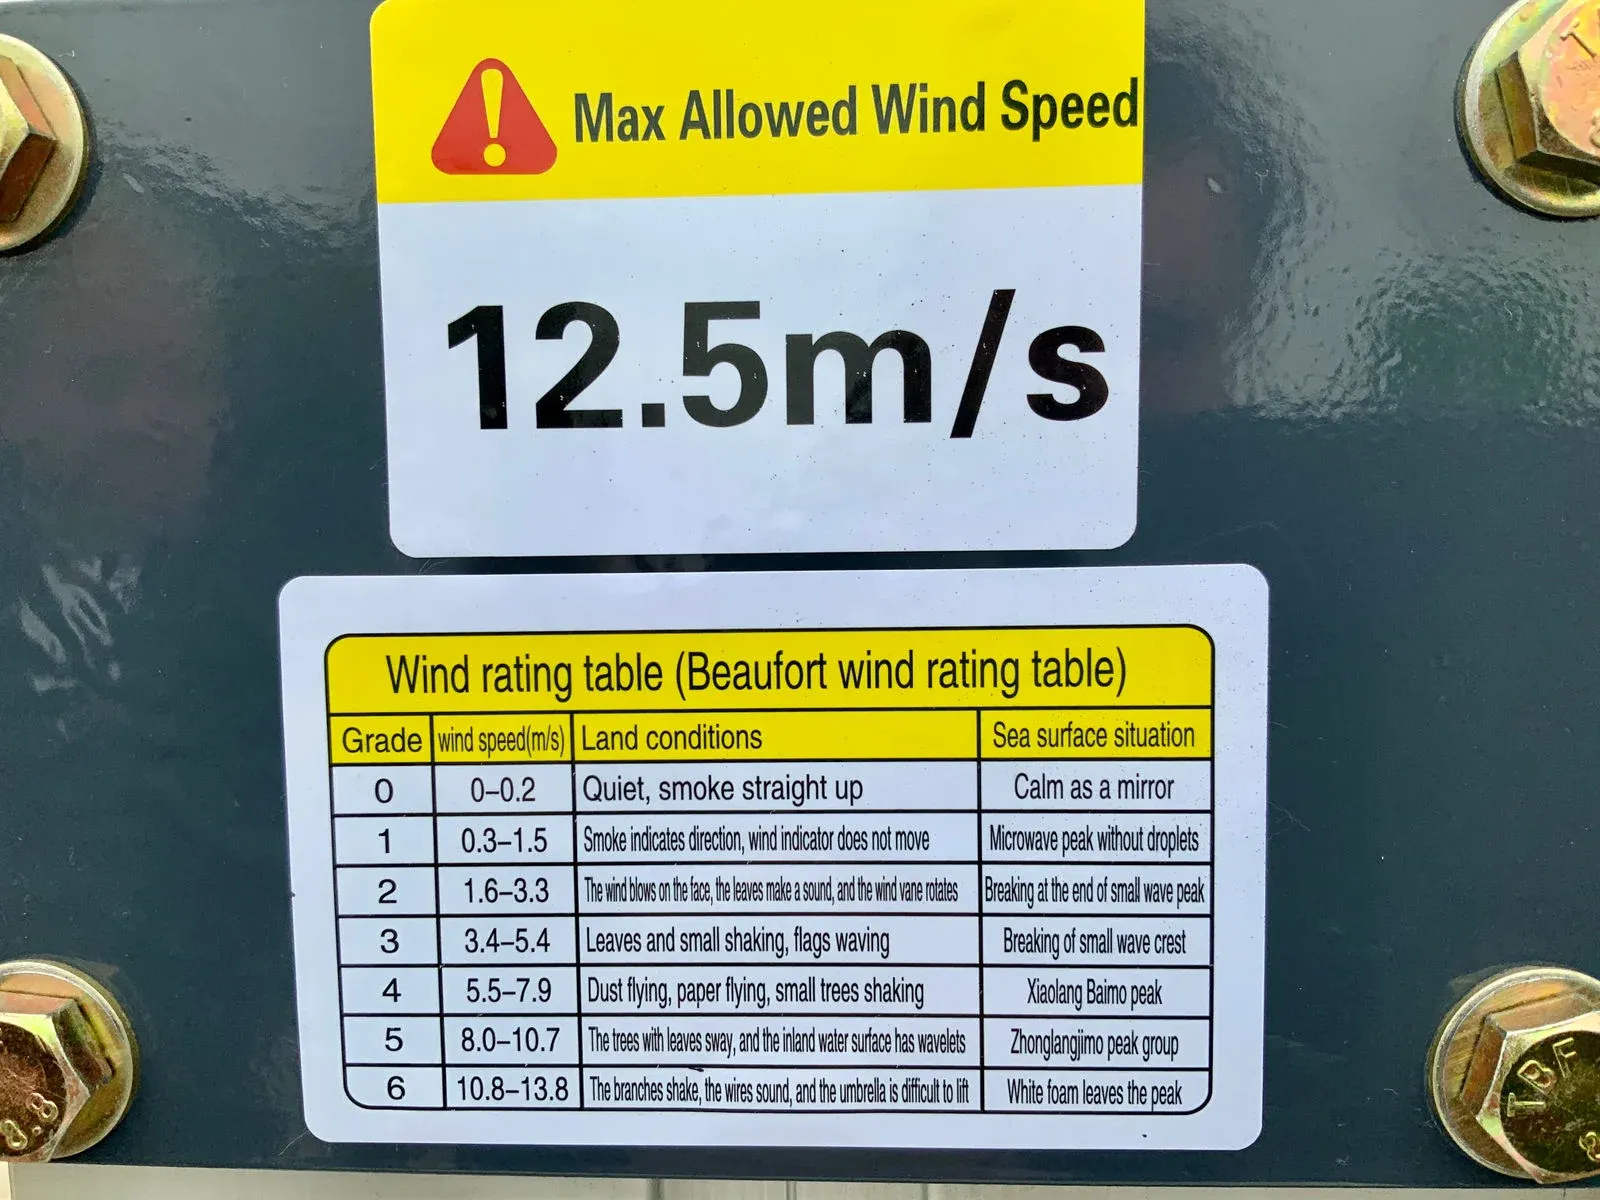 Max Allowed Wind Speed
12.5m/s
Wind rating table (Beaufort wind rating table)
Grade wind speed(m/s) Land conditions Sea surface situation
0 0–0.2 Quiet, smoke straight up Calm as a mirror
1 0.3–1.5 Smoke indicates direction, wind indicator does not move Microwave peak without droplets
2 1.6–3.3 The wind blows on the face, the leaves make a sound, and the wind vane rotates Breaking at the end of small wave peak
3 3.4–5.4 Leaves and small shaking, flags waving Breaking of small wave crest
4 5.5–7.9 Dust flying, paper flying, small trees shaking Xiaolang Baimo peak
5 8.0–10.7 The trees with leaves sway, and the inland water surface has wavelets Zhonglangjimo peak group
6 10.8–13.8 The branches shake, the wires sound, and the umbrella is difficult to lift White foam leaves the peak
8.8
TBF